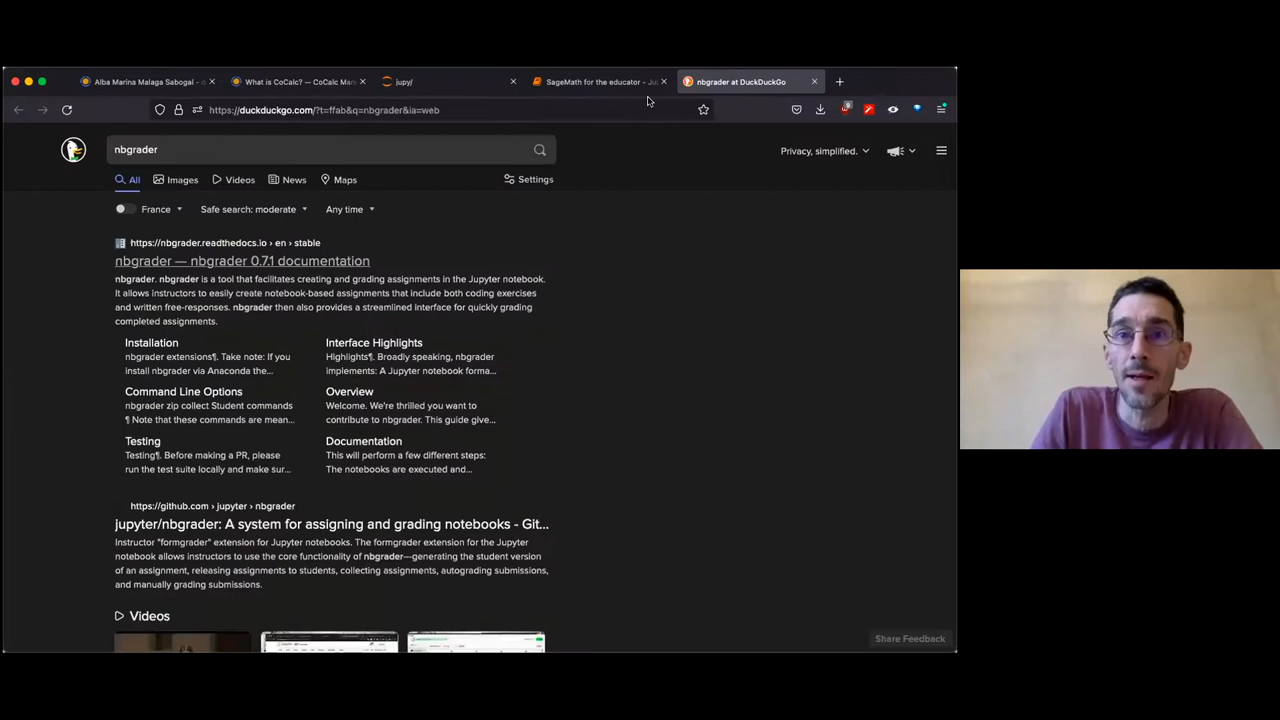 Alba Marina Malaga Sabogal - c
What is CoCalc? — CoCalc Man
jupy/
SageMath for the educator - Ju
nbgrader at DuckDuckGo
https://duckduckgo.com/?t=ffab&q=nbgrader&ia=web
nbgrader
Privacy, simplified.
All
Images
Videos
News
Maps
Settings
France
Safe search: moderate
Any time
https://nbgrader.readthedocs.io › en › stable
nbgrader — nbgrader 0.7.1 documentation
nbgrader. nbgrader is a tool that facilitates creating and grading assignments in the Jupyter notebook.
It allows instructors to easily create notebook-based assignments that include both coding exercises
and written free-responses. nbgrader then also provides a streamlined interface for quickly grading
completed assignments.
Installation
nbgrader extensions¶. Take note: If you
install nbgrader via Anaconda the...
Interface Highlights
Highlights¶. Broadly speaking, nbgrader
implements: A Jupyter notebook forma...
Command Line Options
nbgrader zip collect Student commands
¶ Note that these commands are mean...
Overview
Welcome. We're thrilled you want to
contribute to nbgrader. This guide give...
Testing
Testing¶. Before making a PR, please
run the test suite locally and make sur...
Documentation
This will perform a few different steps:
The notebooks are executed and...
https://github.com › jupyter › nbgrader
jupyter/nbgrader: A system for assigning and grading notebooks - Git...
Instructor "formgrader" extension for Jupyter notebooks. The formgrader extension for the Jupyter
notebook allows instructors to use the core functionality of nbgrader---generating the student version
of an assignment, releasing assignments to students, collecting assignments, autograding submissions,
and manually grading submissions.
Videos
Share Feedback